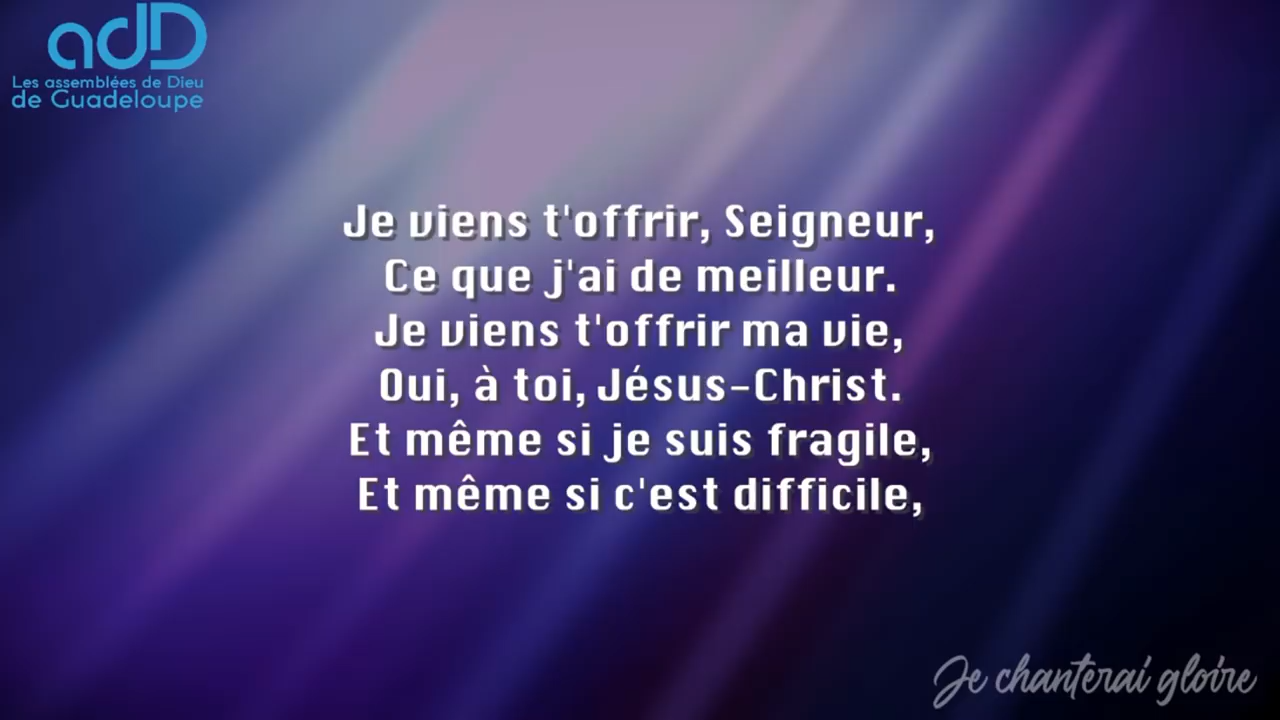 adD
Les assemblées de Dieu
de Guadeloupe
Je viens t'offrir, Seigneur,
Ce que j'ai de meilleur.
Je viens t'offrir ma vie,
Oui, à toi, Jésus-Christ.
Et même si je suis fragile,
Et même si c'est difficile,
Je chanterai gloire